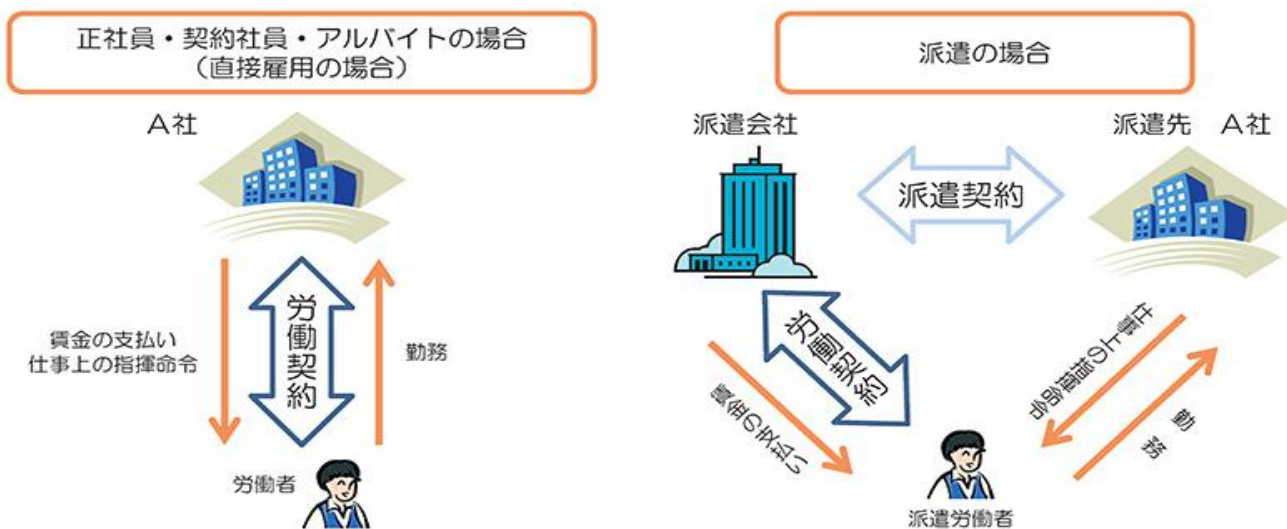 正社員・契約社員・アルバイトの場合
（直接雇用の場合）
A社
賃金の支払い
仕事上の指揮命令
労働契約
勤務
労働者
派遣の場合
派遣会社
派遣先　A社
派遣契約
労働契約
賃金の支払い
仕事上の指揮命令
勤務
派遣労働者